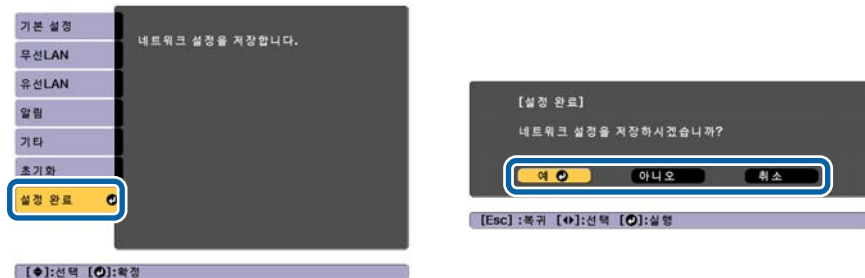 기본 설정
무선LAN
유선LAN
알림
기타
초기화
설정 완료
네트워크 설정을 저장합니다.
[◆]:선택 [⏎]:확정
[설정 완료]
네트워크 설정을 저장하시겠습니까?
예 아니오 취소
[Esc] :복귀 [◀▶]:선택 [⏎]:실행